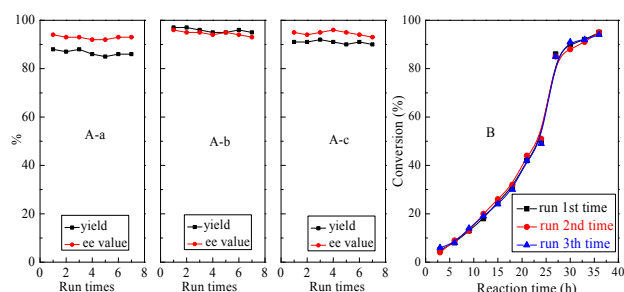 100
80
60
40
20
0
%
A-a
yield
ee value
0 2 4 6 8
Run times
A-b
yield
ee value
0 2 4 6 8
Run times
A-c
yield
ee value
0 2 4 6 8
Run times
100
80
60
40
20
0
Conversion (%)
B
run 1st time
run 2nd time
run 3th time
0 5 10 15 20 25 30 35 40
Reaction time (h)